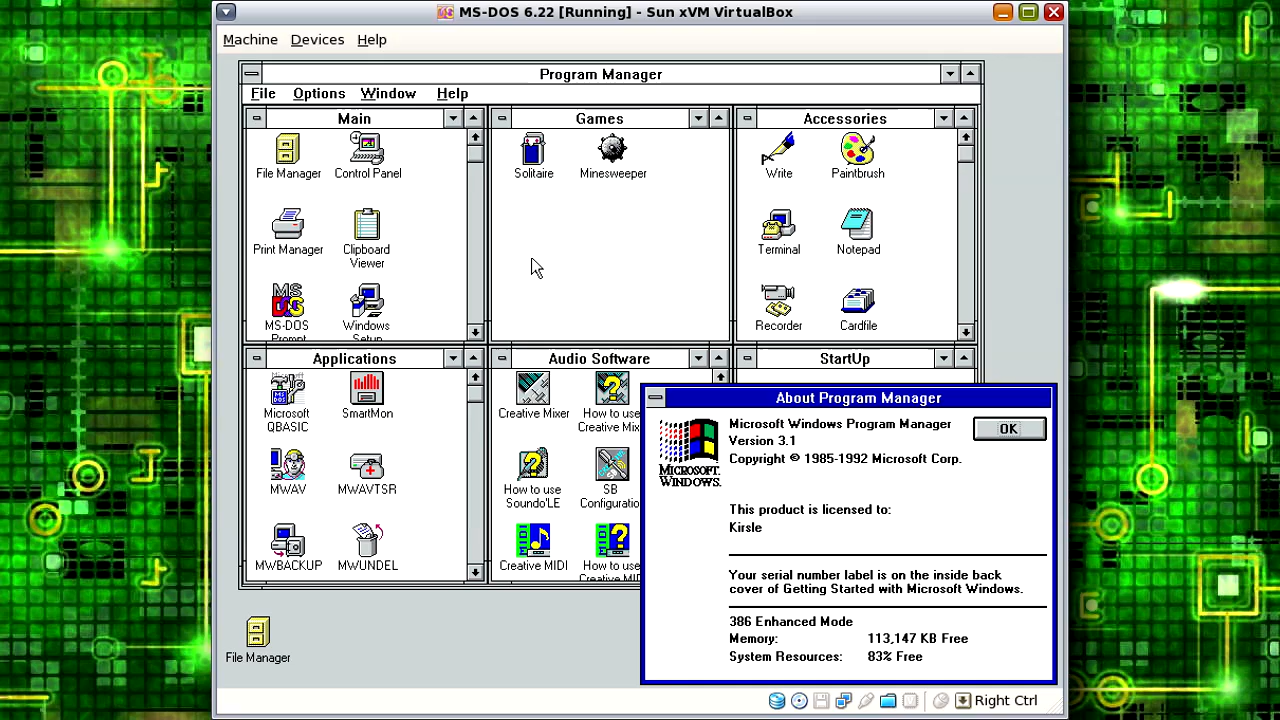 MS-DOS 6.22 [Running] - Sun xVM VirtualBox
Machine Devices Help
Program Manager
File Options Window Help
Main
File Manager
Control Panel
Print Manager
Clipboard
Viewer
MS-DOS
Prompt
Windows
Setup
Games
Solitaire
Minesweeper
Accessories
Write
Paintbrush
Terminal
Notepad
Recorder
Cardfile
Applications
Microsoft
QBASIC
SmartMon
MWAV
MWAVTSR
MWBACKUP
MWUNDEL
Audio Software
Creative Mixer
How to use
Creative Mix
How to use
Soundo'LE
SB
Configuratio
Creative MIDI
How to use
Creative MID
StartUp
About Program Manager
MICROSOFT.
WINDOWS.
Microsoft Windows Program Manager
Version 3.1
Copyright © 1985-1992 Microsoft Corp.
OK
This product is licensed to:
Kirsle
Your serial number label is on the inside back
cover of Getting Started with Microsoft Windows.
386 Enhanced Mode
Memory: 113,147 KB Free
System Resources: 83% Free
File Manager
Right Ctrl